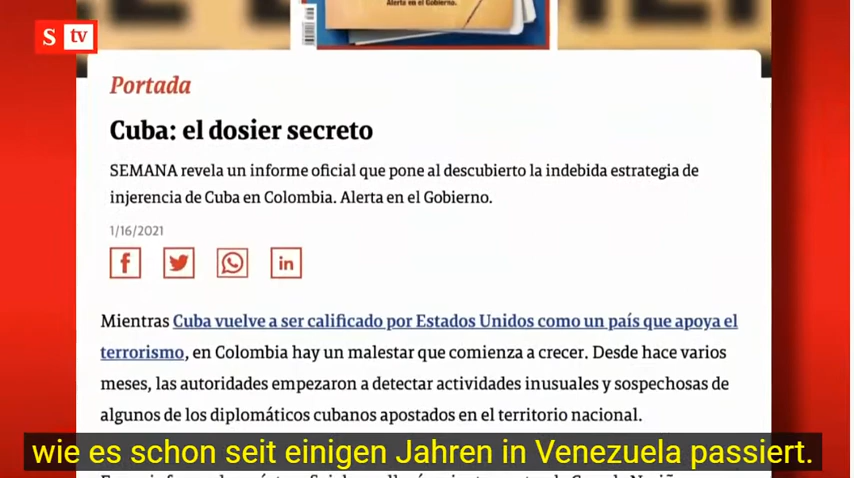 Alerta en el Gobierno.
S tv
Portada
Cuba: el dosier secreto
SEMANA revela un informe oficial que pone al descubierto la indebida estrategia de
injerencia de Cuba en Colombia. Alerta en el Gobierno.
1/16/2021
Mientras Cuba vuelve a ser calificado por Estados Unidos como un país que apoya el
terrorismo, en Colombia hay un malestar que comienza a crecer. Desde hace varios
meses, las autoridades empezaron a detectar actividades inusuales y sospechosas de
algunos de los diplomáticos cubanos apostados en el territorio nacional.
wie es schon seit einigen Jahren in Venezuela passiert.